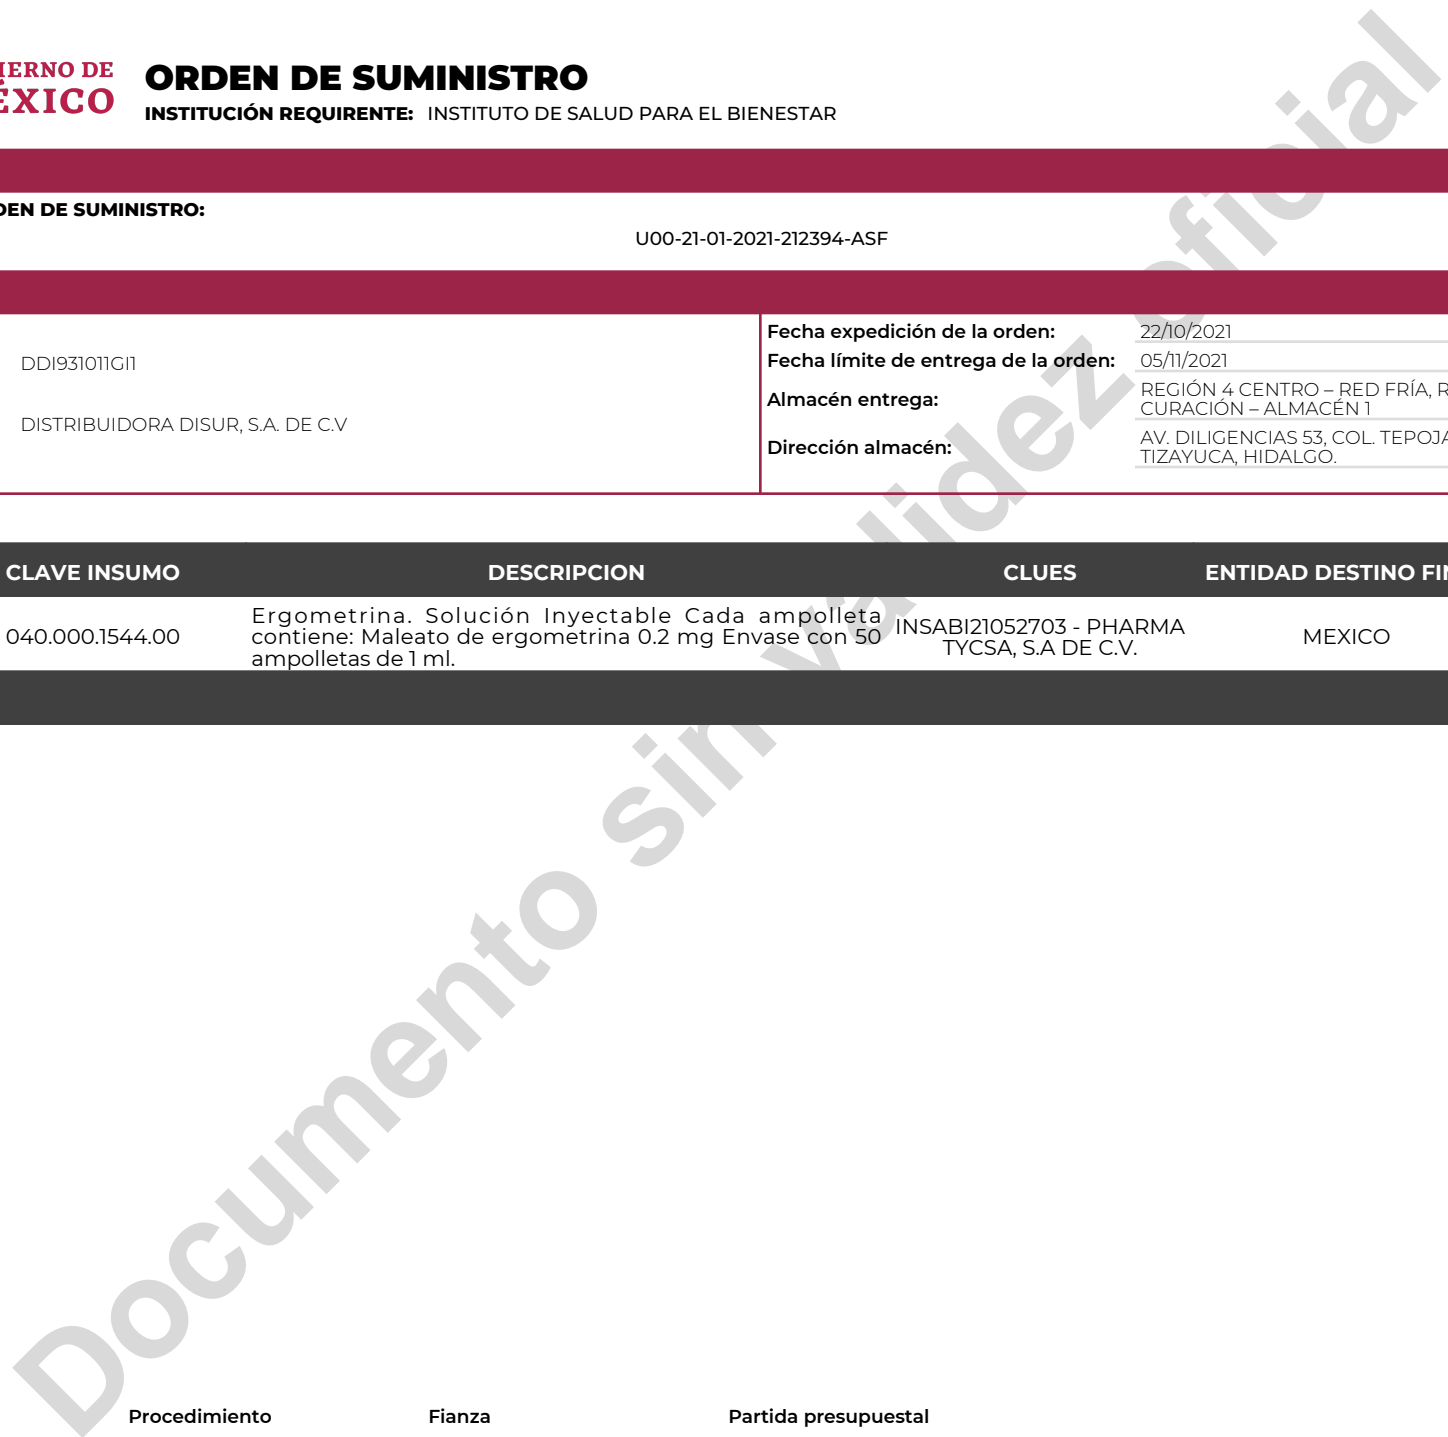 IERNO DE
ÉXICO
ORDEN DE SUMINISTRO
INSTITUCIÓN REQUIRENTE: INSTITUTO DE SALUD PARA EL BIENESTAR
DEN DE SUMINISTRO:
U00-21-01-2021-212394-ASF
DDI931011GI1
DISTRIBUIDORA DISUR, S.A. DE C.V
Fecha expedición de la orden: 22/10/2021
Fecha límite de entrega de la orden: 05/11/2021
Almacén entrega: REGIÓN 4 CENTRO – RED FRÍA, R
CURACIÓN – ALMACÉN 1
Dirección almacén: AV. DILIGENCIAS 53, COL. TEPOJA
TIZAYUCA, HIDALGO.
CLAVE INSUMO DESCRIPCION CLUES ENTIDAD DESTINO FIN
040.000.1544.00
Ergometrina. Solución Inyectable Cada ampolleta
contiene: Maleato de ergometrina 0.2 mg Envase con 50
ampolletas de 1 ml.
INSABI21052703 - PHARMA
TYCSA, S.A DE C.V.
MEXICO
Documento sin validez oficial
Procedimiento Fianza Partida presupuestal